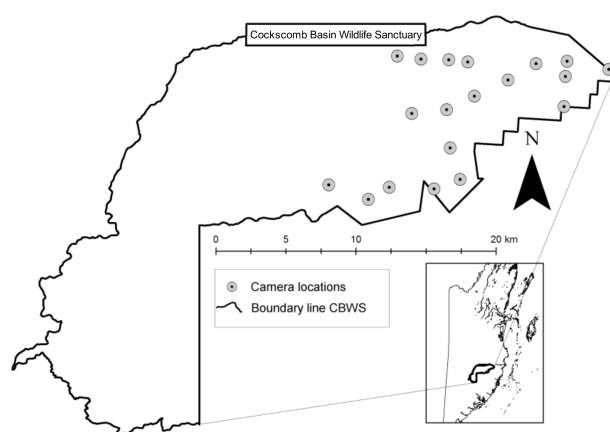 Cockscomb Basin Wildlife Sanctuary
N
0 5 10 20 km
Camera locations
Boundary line CBWS